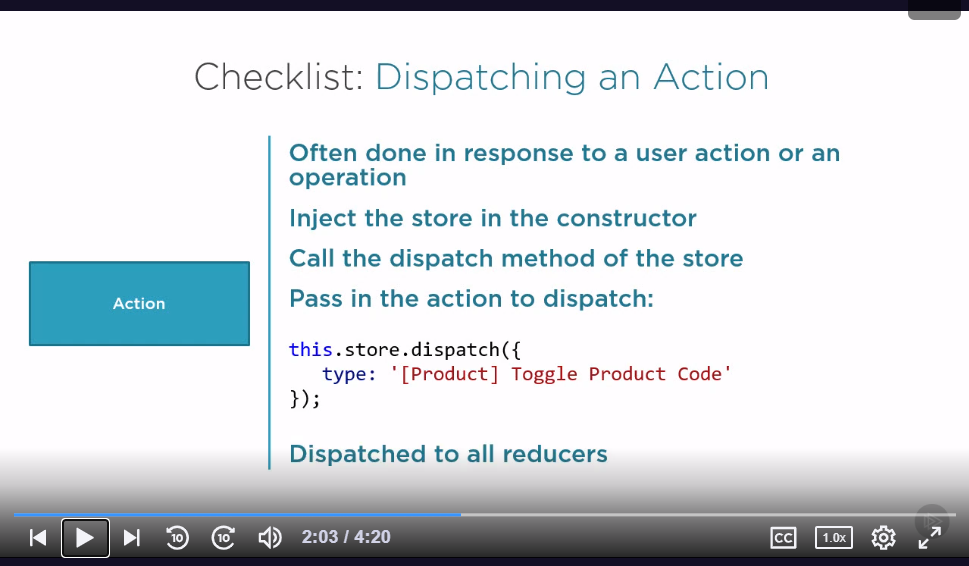 Checklist: Dispatching an Action
Often done in response to a user action or an
operation
Inject the store in the constructor
Call the dispatch method of the store
Action
Pass in the action to dispatch:
this.store.dispatch({
type: '[Product] Toggle Product Code'
});
Dispatched to all reducers
10
10
2:03 / 4:20
CC
1.0x